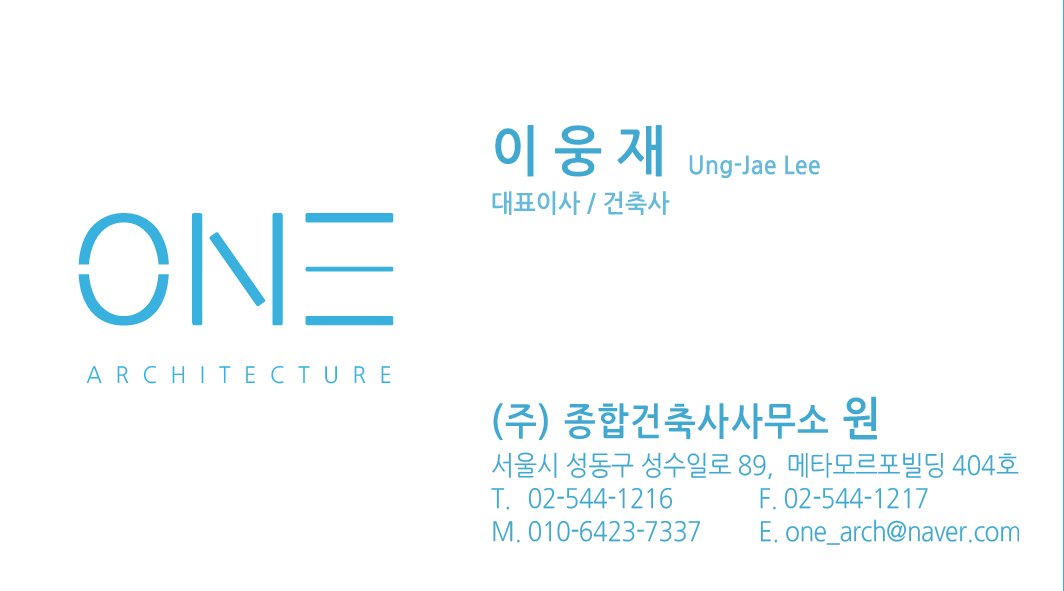 ONE
ARCHITECTURE
이 웅 재 Ung-Jae Lee
대표이사 / 건축사
(주) 종합건축사사무소 원
서울시 성동구 성수일로 89, 메타모르포빌딩 404호
T. 02-544-1216 F. 02-544-1217
M. 010-6423-7337 E. one_arch@naver.com